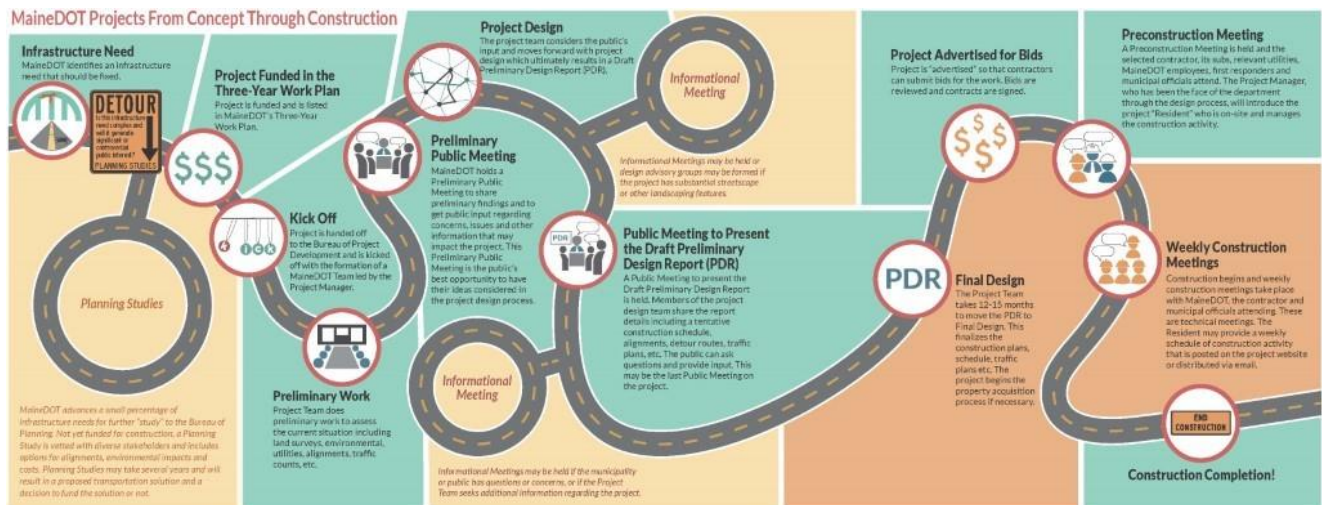 MaineDOT Projects From Concept Through Construction
Infrastructure Need
MaineDOT identifies an infrastructure
need that should be fixed.
DETOUR
Is this infrastructure
need complex and
will it generate
significant or
controversial
public interest?
PLANNING STUDIES
Planning Studies
MaineDOT advances a small percentage of
infrastructure needs for further "study" to the Bureau of
Planning. Not yet funded for construction, a Planning
Study is vetted with diverse stakeholders and includes
options for alignments, environmental impacts and
costs. Planning Studies may take several years and will
result in a proposed transportation solution and a
decision to fund the solution or not.
Project Funded in the
Three-Year Work Plan
Project is funded and is listed
in MaineDOT's Three-Year
Work Plan.
$$$
KICK
Kick Off
Project is handed off
to the Bureau of Project
Development and is kicked
off with the formation of a
MaineDOT Team led by the
Project Manager.
Preliminary Work
Project Team does
preliminary work to assess
the current situation including
land surveys, environmental,
utilities, alignments, traffic
counts, etc.
Preliminary
Public Meeting
MaineDOT holds a
Preliminary Public
Meeting to share
preliminary findings and to
get public input regarding
concerns, issues and other
information that may
impact the project. This
Preliminary Public
Meeting is the public's
best opportunity to have
their ideas considered in
the project design process.
Project Design
The project team considers the public's
input and moves forward with project
design which ultimately results in a Draft
Preliminary Design Report (PDR).
Informational
Meeting
Informational Meetings may be held or
design advisory groups may be formed if
the project has substantial streetscape
or other landscaping features.
PDR
Public Meeting to Present
the Draft Preliminary
Design Report (PDR)
A Public Meeting to present the
Draft Preliminary Design Report
is held. Members of the project
design team share the report
details including a tentative
construction schedule,
alignments, detour routes, traffic
plans, etc. The public can ask
questions and provide input. This
may be the last Public Meeting on
the project.
Informational
Meeting
Informational Meetings may be held if the municipality
or public has questions or concerns, or if the Project
Team seeks additional information regarding the project.
PDR
Final Design
The Project Team
takes 12-15 months
to move the PDR to
Final Design. This
finalizes the
construction plans,
schedule, traffic
plans etc. The
project begins the
property acquisition
process if necessary.
Project Advertised for Bids
Project is "advertised" so that contractors
can submit bids for the work. Bids are
reviewed and contracts are signed.
$$$$
Preconstruction Meeting
A Preconstruction Meeting is held and the
selected contractor, its subs, relevant utilities,
MaineDOT employees, first responders and
municipal officials attend. The Project Manager,
who has been the face of the department
through the design process, will introduce the
project "Resident" who is on-site and manages
the construction activity.
Weekly Construction
Meetings
Construction begins and weekly
construction meetings take place
with MaineDOT, the contractor and
municipal officials attending. These
are technical meetings. The
Resident may provide a weekly
schedule of construction activity
that is posted on the project website
or distributed via email.
END
CONSTRUCTION
Construction Completion!